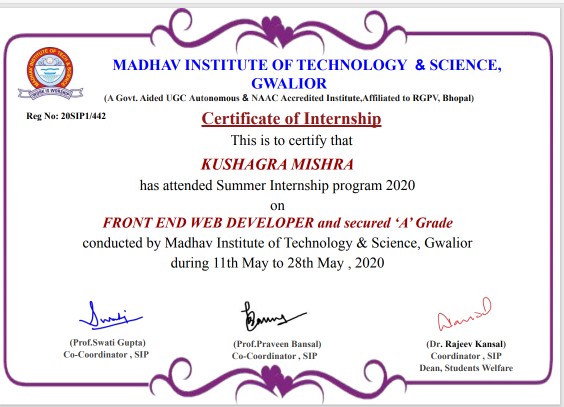 MADHAV INSTITUTE OF TECHNOLOGY & SCIENCE,
GWALIOR
(A Govt. Aided UGC Autonomous & NAAC Accredited Institute,Affiliated to RGPV, Bhopal)
WORK IS WORSHIP
Reg No: 20SIP1/442
Certificate of Internship
This is to certify that
KUSHAGRA MISHRA
has attended Summer Internship program 2020
on
FRONT END WEB DEVELOPER and secured ‘A’ Grade
conducted by Madhav Institute of Technology & Science, Gwalior
during 11th May to 28th May , 2020
(Prof.Swati Gupta)
Co-Coordinator , SIP
(Prof.Praveen Bansal)
Co-Coordinator , SIP
(Dr. Rajeev Kansal)
Coordinator , SIP
Dean, Students Welfare